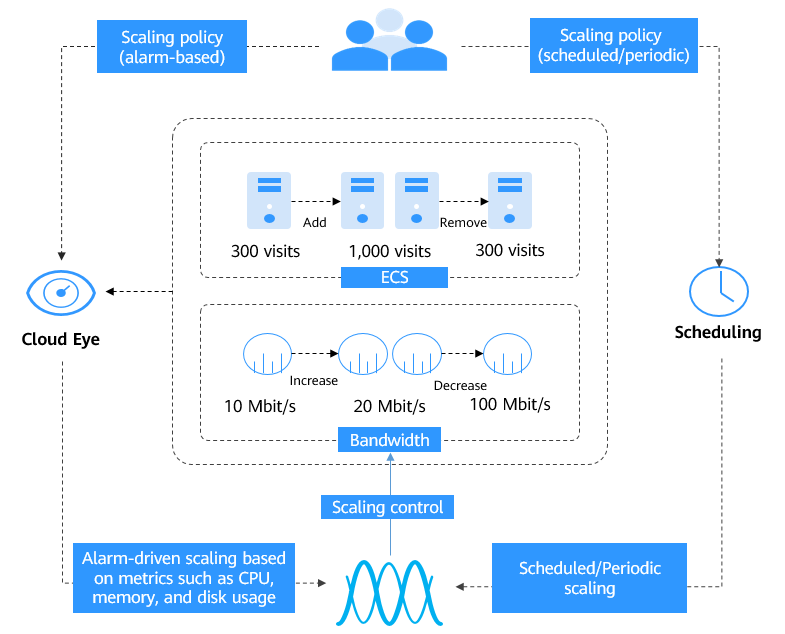 Scaling policy
(alarm-based)
Scaling policy
(scheduled/periodic)
Add
Remove
300 visits
1,000 visits
300 visits
ECS
Cloud Eye
Scheduling
Increase
Decrease
10 Mbit/s
20 Mbit/s
100 Mbit/s
Bandwidth
Scaling control
Alarm-driven scaling based
on metrics such as CPU,
memory, and disk usage
Scheduled/Periodic
scaling